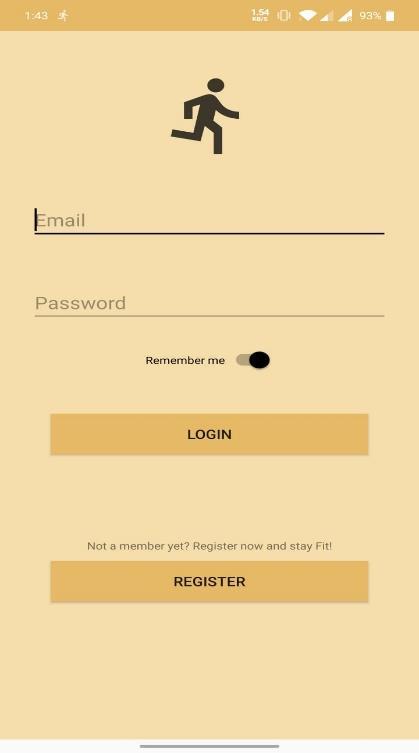 1:43 1.54 KB/S 93%
Email
Password
Remember me
LOGIN
Not a member yet? Register now and stay Fit!
REGISTER